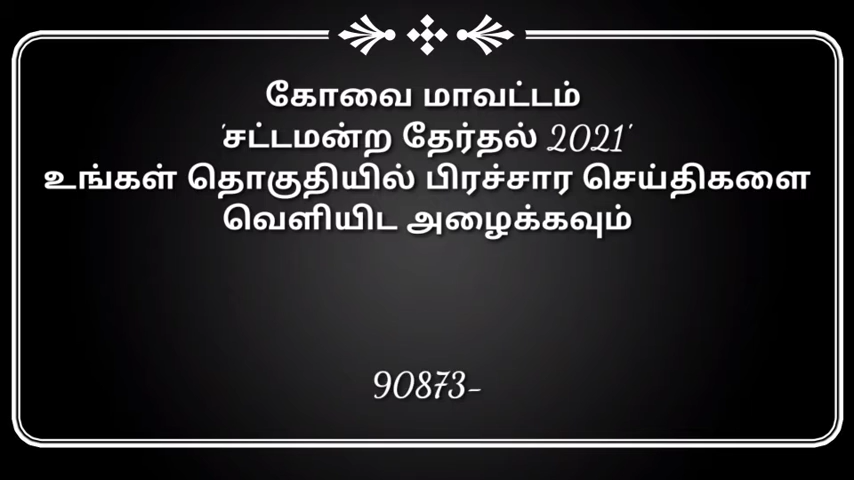 கோவை மாவட்டம்
'சட்டமன்ற தேர்தல் 2021'
உங்கள் தொகுதியில் பிரச்சார செய்திகளை
வெளியிட அழைக்கவும்
90873-